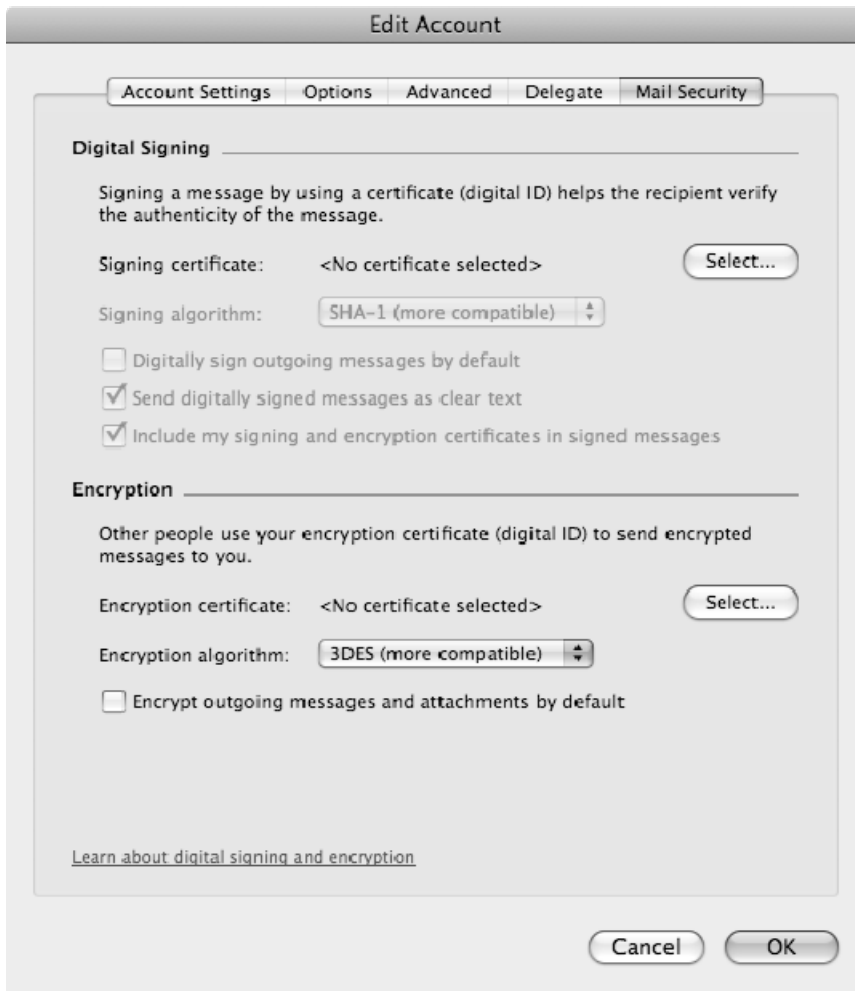 Edit Account
Account Settings Options Advanced Delegate Mail Security
Digital Signing
Signing a message by using a certificate (digital ID) helps the recipient verify
the authenticity of the message.
Signing certificate: <No certificate selected> Select...
Signing algorithm: SHA-1 (more compatible)
Digitally sign outgoing messages by default
Send digitally signed messages as clear text
Include my signing and encryption certificates in signed messages
Encryption
Other people use your encryption certificate (digital ID) to send encrypted
messages to you.
Encryption certificate: <No certificate selected> Select...
Encryption algorithm: 3DES (more compatible)
Encrypt outgoing messages and attachments by default
Learn about digital signing and encryption
Cancel OK